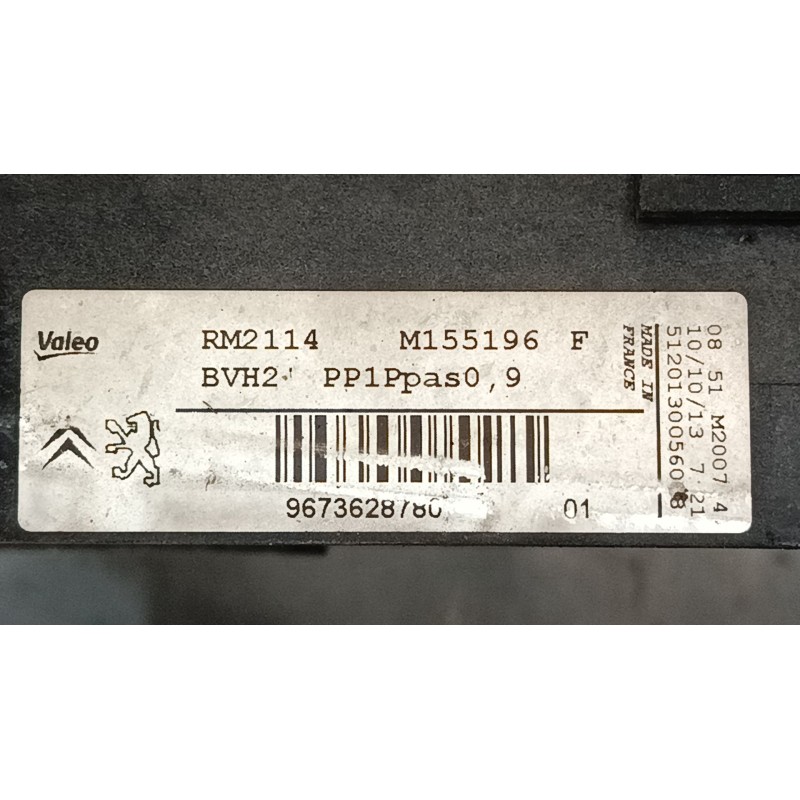 Valeo
RM2114 M155196 F
BVH2' PP1Ppas0,9
9673628780 01
MADE IN
FRANCE
08 51 M2007 4
10/10/13 7 21
51201300560 8